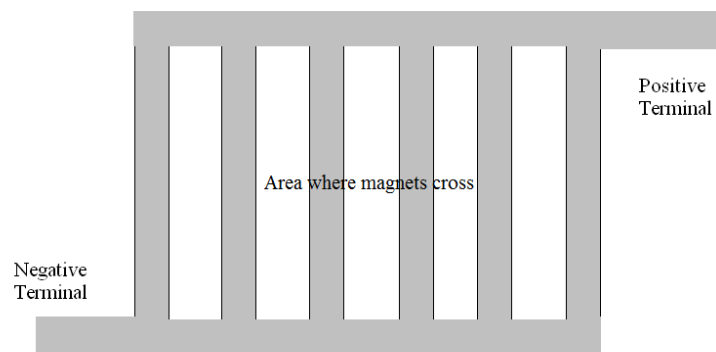 Positive
Terminal
Area where magnets cross
Negative
Terminal